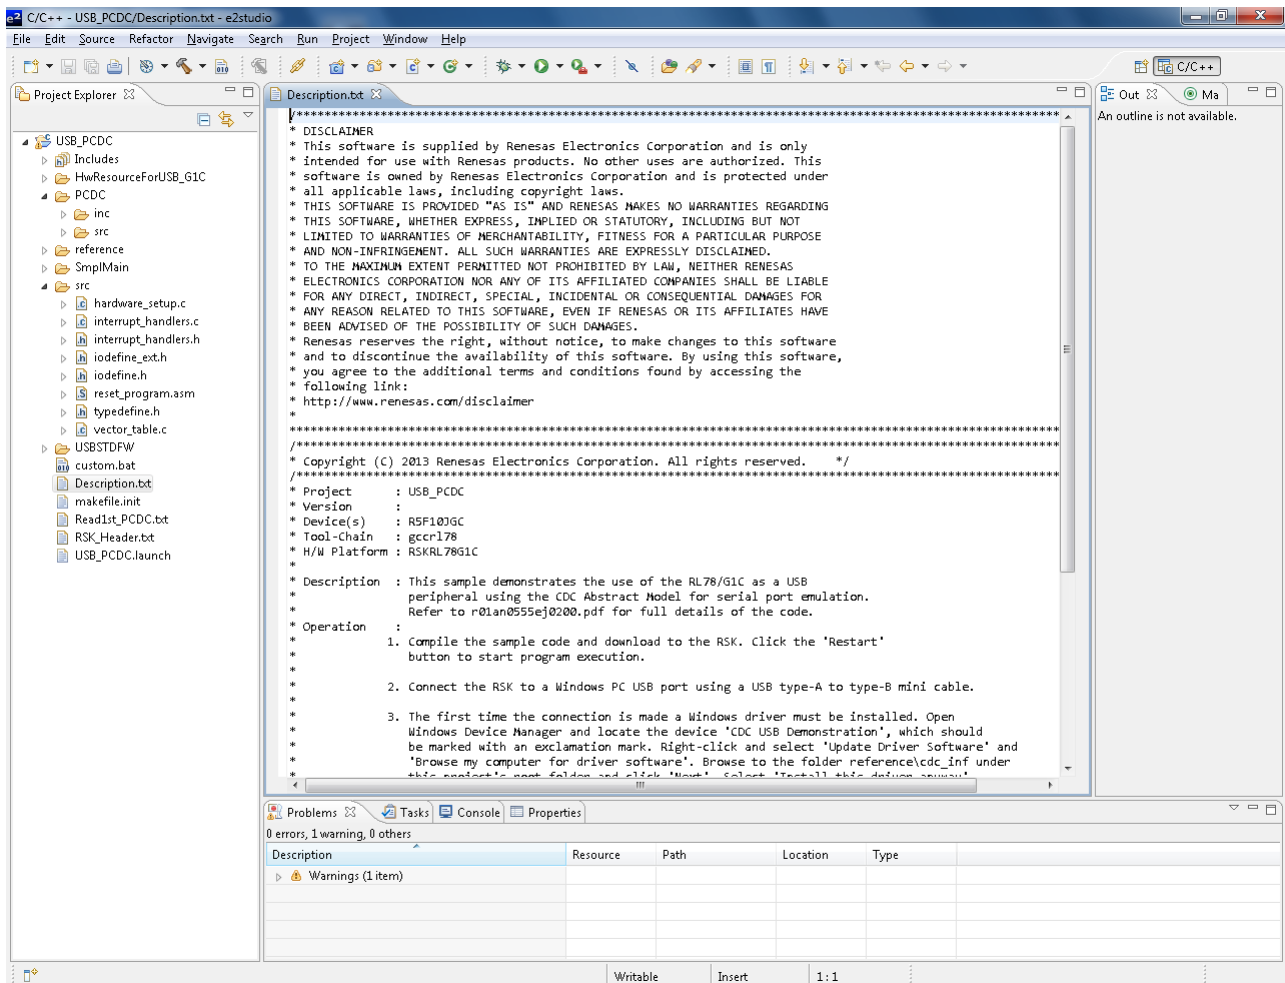 C/C++ - USB_PCDC/Description.txt - e2studio
File Edit Source Refactor Navigate Search Run Project Window Help
C/C++
Project Explorer
USB_PCDC
Includes
HwResourceForUSB_G1C
PCDC
inc
src
reference
SmplMain
src
hardware_setup.c
interrupt_handlers.c
interrupt_handlers.h
iodefine_ext.h
iodefine.h
reset_program.asm
typedefine.h
vector_table.c
USBSTDFW
custom.bat
Description.txt
makefile.init
Read1st_PCDC.txt
RSK_Header.txt
USB_PCDC.launch
Description.txt
* DISCLAIMER
* This software is supplied by Renesas Electronics Corporation and is only
* intended for use with Renesas products. No other uses are authorized. This
* software is owned by Renesas Electronics Corporation and is protected under
* all applicable laws, including copyright laws.
* THIS SOFTWARE IS PROVIDED "AS IS" AND RENESAS MAKES NO WARRANTIES REGARDING
* THIS SOFTWARE, WHETHER EXPRESS, IMPLIED OR STATUTORY, INCLUDING BUT NOT
* LIMITED TO WARRANTIES OF MERCHANTABILITY, FITNESS FOR A PARTICULAR PURPOSE
* AND NON-INFRINGEMENT. ALL SUCH WARRANTIES ARE EXPRESSLY DISCLAIMED.
* TO THE MAXIMUM EXTENT PERMITTED NOT PROHIBITED BY LAW, NEITHER RENESAS
* ELECTRONICS CORPORATION NOR ANY OF ITS AFFILIATED COMPANIES SHALL BE LIABLE
* FOR ANY DIRECT, INDIRECT, SPECIAL, INCIDENTAL OR CONSEQUENTIAL DAMAGES FOR
* ANY REASON RELATED TO THIS SOFTWARE, EVEN IF RENESAS OR ITS AFFILIATES HAVE
* BEEN ADVISED OF THE POSSIBILITY OF SUCH DAMAGES.
* Renesas reserves the right, without notice, to make changes to this software
* and to discontinue the availability of this software. By using this software,
* you agree to the additional terms and conditions found by accessing the
* following link:
* http://www.renesas.com/disclaimer
*
* Copyright (C) 2013 Renesas Electronics Corporation. All rights reserved. */
* Project : USB_PCDC
* Version :
* Device(s) : R5F10JGC
* Tool-Chain : gccrl78
* H/W Platform : RSKRL78G1C
*
* Description : This sample demonstrates the use of the RL78/G1C as a USB
* peripheral using the CDC Abstract Model for serial port emulation.
* Refer to r01an0555ej0200.pdf for full details of the code.
* Operation :
* 1. Compile the sample code and download to the RSK. Click the 'Restart'
* button to start program execution.
*
* 2. Connect the RSK to a Windows PC USB port using a USB type-A to type-B mini cable.
*
* 3. The first time the connection is made a Windows driver must be installed. Open
* Windows Device Manager and locate the device 'CDC USB Demonstration', which should
* be marked with an exclamation mark. Right-click and select 'Update Driver Software' and
* 'Browse my computer for driver software'. Browse to the folder reference\cdc_inf under
* this project's root folder and click 'Next'. Select 'Install this driver anyway'
Out Ma
An outline is not available.
Problems Tasks Console Properties
0 errors, 1 warning, 0 others
Description Resource Path Location Type
Warnings (1 item)
Writable Insert 1:1